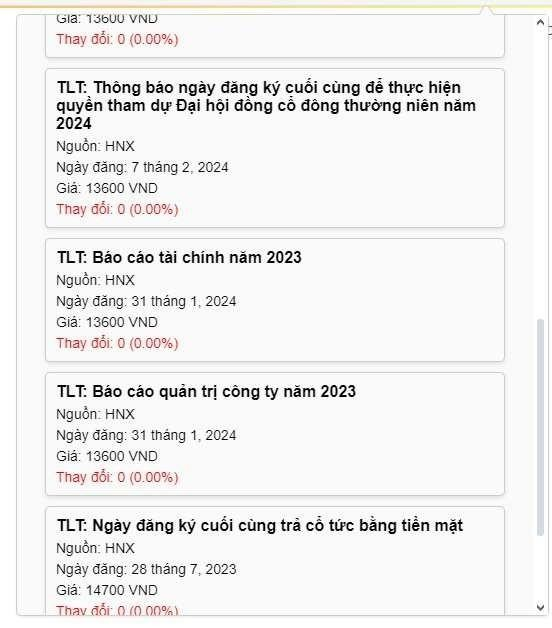 Giá: 13600 VND
Thay đổi: 0 (0.00%)
TLT: Thông báo ngày đăng ký cuối cùng để thực hiện
quyền tham dự Đại hội đồng cổ đông thường niên năm
2024
Nguồn: HNX
Ngày đăng: 7 tháng 2, 2024
Giá: 13600 VND
Thay đổi: 0 (0.00%)
TLT: Báo cáo tài chính năm 2023
Nguồn: HNX
Ngày đăng: 31 tháng 1, 2024
Giá: 13600 VND
Thay đổi: 0 (0.00%)
TLT: Báo cáo quản trị công ty năm 2023
Nguồn: HNX
Ngày đăng: 31 tháng 1, 2024
Giá: 13600 VND
Thay đổi: 0 (0.00%)
TLT: Ngày đăng ký cuối cùng trả cổ tức bằng tiền mặt
Nguồn: HNX
Ngày đăng: 28 tháng 7, 2023
Giá: 14700 VND
Thay đổi: 0 (0.00%)